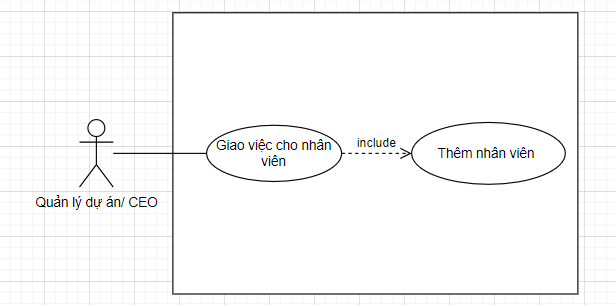 Giao việc cho nhân
viên
include
Thêm nhân viên
Quản lý dự án/ CEO